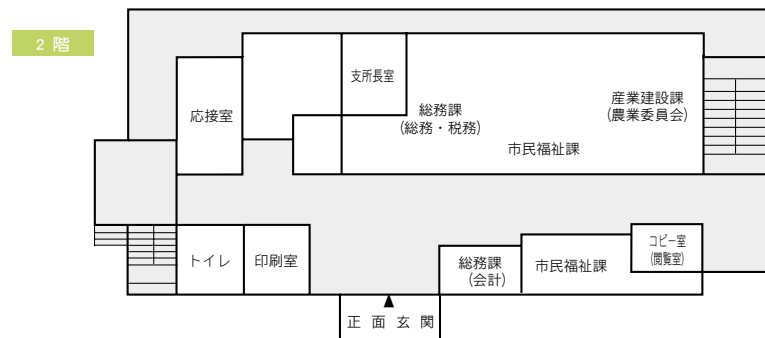 2 階
支所長室
応接室
総務課
(総務・税務)
産業建設課
(農業委員会)
市民福祉課
トイレ
印刷室
総務課
(会計)
市民福祉課
コピー室
(閲覧室)
正 面 玄 関